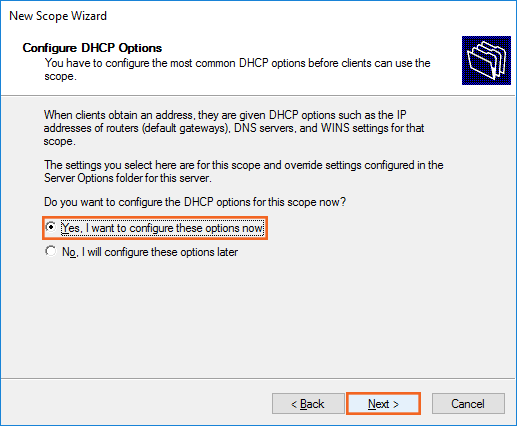 New Scope Wizard
Configure DHCP Options
You have to configure the most common DHCP options before clients can use the
scope.
When clients obtain an address, they are given DHCP options such as the IP
addresses of routers (default gateways), DNS servers, and WINS settings for that
scope.
The settings you select here are for this scope and override settings configured in the
Server Options folder for this server.
Do you want to configure the DHCP options for this scope now?
Yes, I want to configure these options now
No, I will configure these options later
< Back
Next >
Cancel